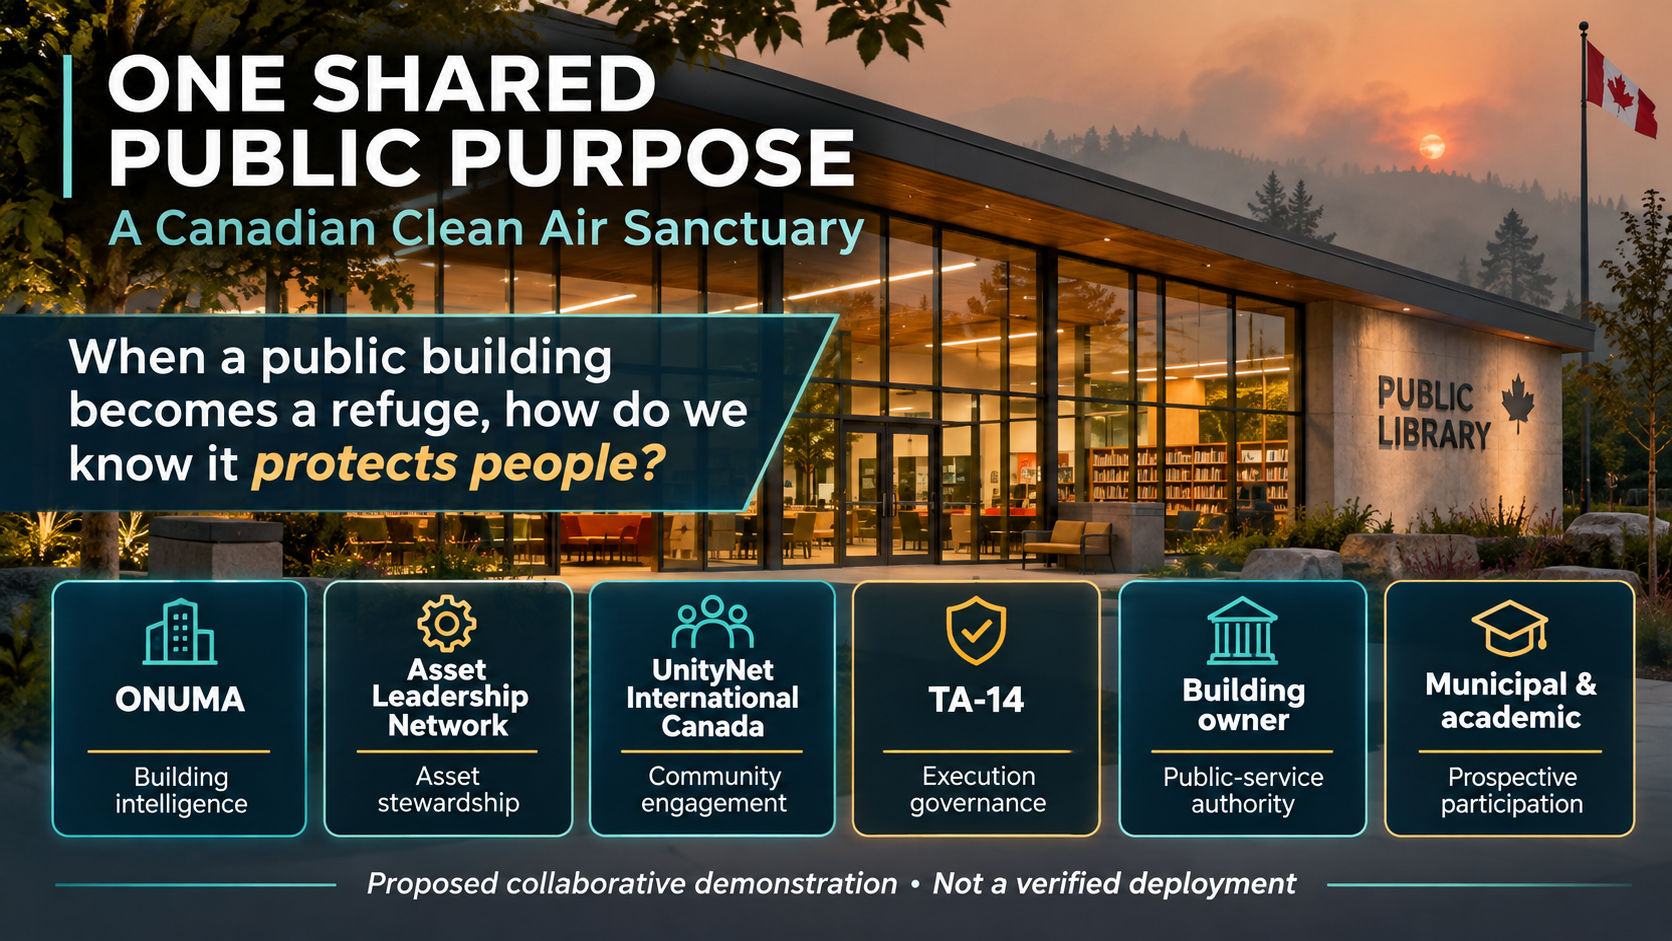 ONE SHARED
PUBLIC PURPOSE
A Canadian Clean Air Sanctuary
When a public building
becomes a refuge, how do we
know it protects people?
PUBLIC
LIBRARY
ONUMA
Building
intelligence
Asset
Leadership
Network
Asset
stewardship
UnityNet
International
Canada
Community
engagement
TA-14
Execution
governance
Building
owner
Public-service
authority
Municipal &
academic
Prospective
participation
Proposed collaborative demonstration • Not a verified deployment